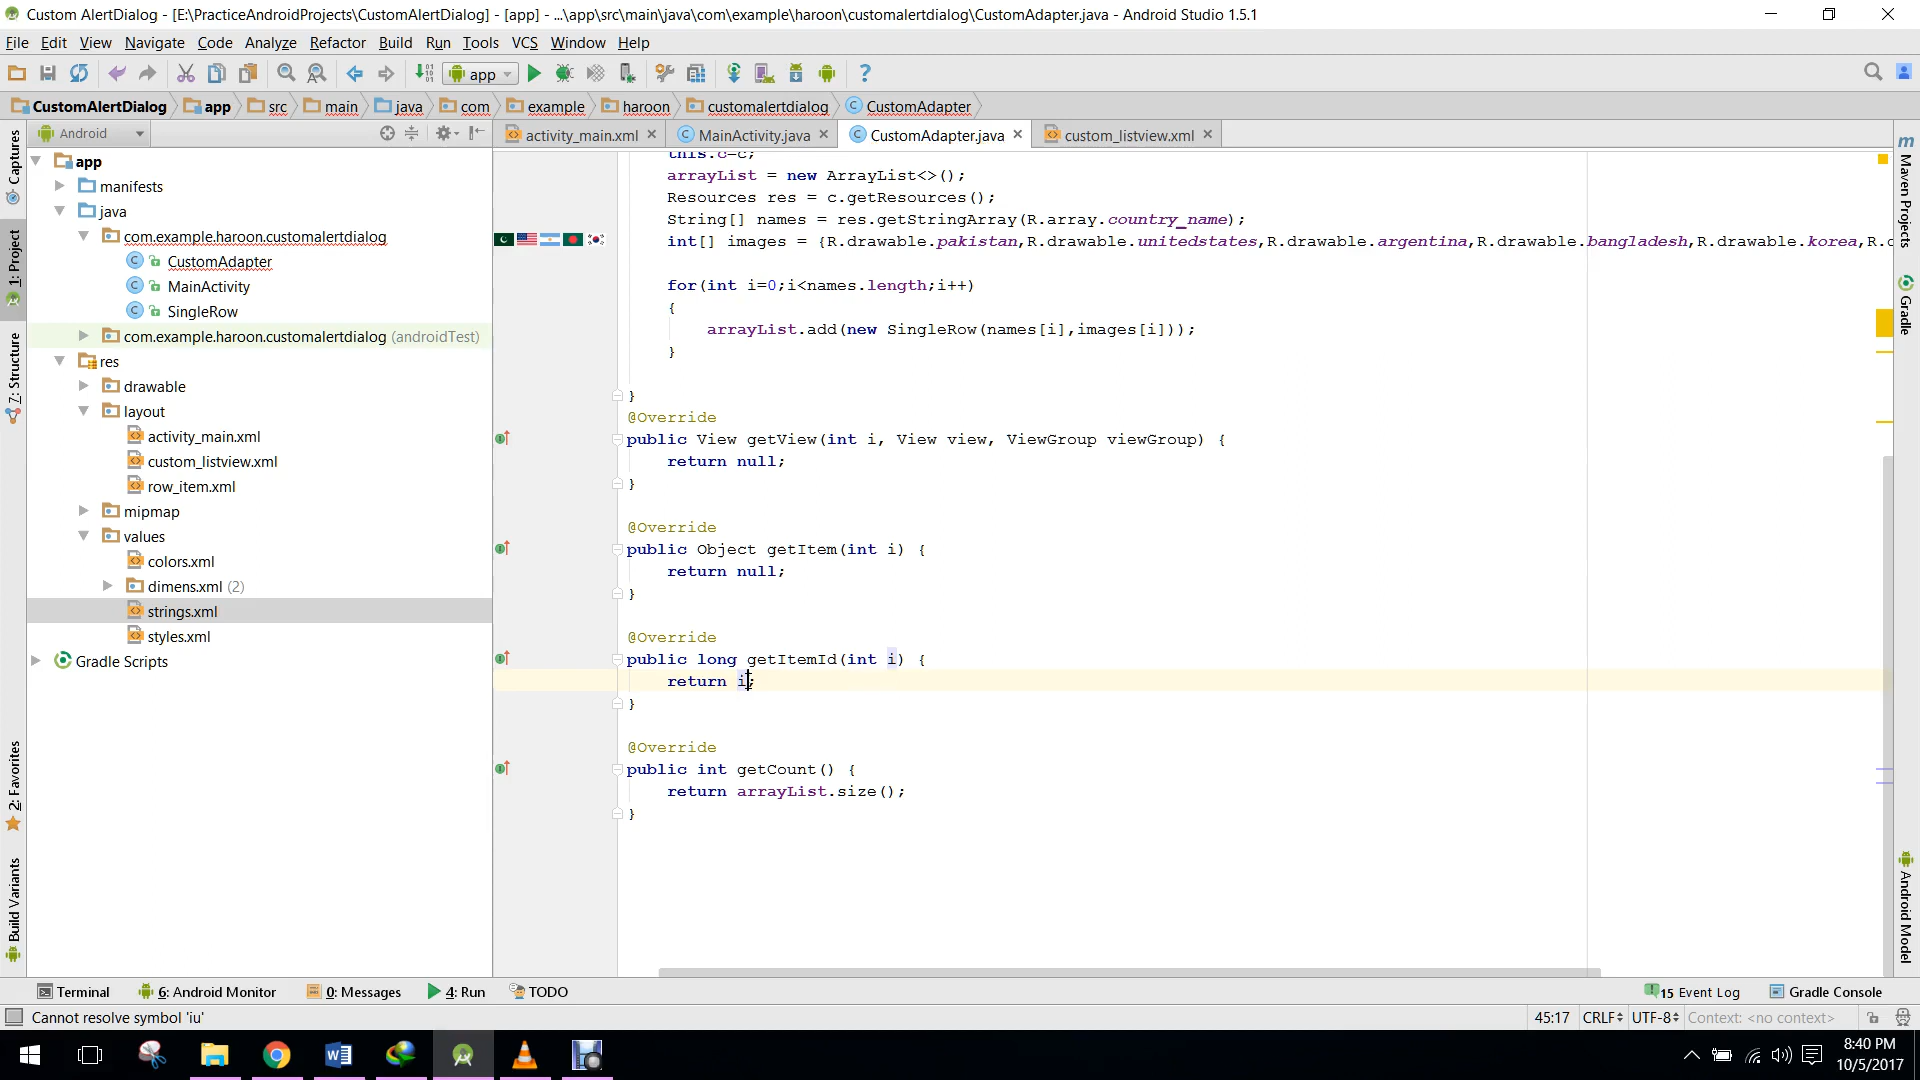 Custom AlertDialog - [E:\PracticeAndroidProjects\CustomAlertDialog] - [app] - ...\app\src\main\java\com\example\haroon\customalertdialog\CustomAdapter.java - Android Studio 1.5.1
File Edit View Navigate Code Analyze Refactor Build Run Tools VCS Window Help
app
CustomAlertDialog app src main java com example haroon customalertdialog CustomAdapter
Android
activity_main.xml MainActivity.java CustomAdapter.java custom_listview.xml
Captures
1: Project
7: Structure
2: Favorites
Build Variants
app
manifests
java
com.example.haroon.customalertdialog
CustomAdapter
MainActivity
SingleRow
com.example.haroon.customalertdialog (androidTest)
res
drawable
layout
activity_main.xml
custom_listview.xml
row_item.xml
mipmap
values
colors.xml
dimens.xml (2)
strings.xml
styles.xml
Gradle Scripts
this.c=c;
arrayList = new ArrayList<>();
Resources res = c.getResources();
String[] names = res.getStringArray(R.array.country_name);
int[] images = {R.drawable.pakistan,R.drawable.unitedstates,R.drawable.argentina,R.drawable.bangladesh,R.drawable.korea,R.
for(int i=0;i<names.length;i++)
{
arrayList.add(new SingleRow(names[i],images[i]));
}
}
@Override
public View getView(int i, View view, ViewGroup viewGroup) {
return null;
}
@Override
public Object getItem(int i) {
return null;
}
@Override
public long getItemId(int i) {
return i;
}
@Override
public int getCount() {
return arrayList.size();
}
m Maven Projects
Gradle
Android Model
Terminal 6: Android Monitor 0: Messages 4: Run TODO 15 Event Log Gradle Console
Cannot resolve symbol 'iu' 45:17 CRLF UTF-8 Context: <no context>
8:40 PM
10/5/2017